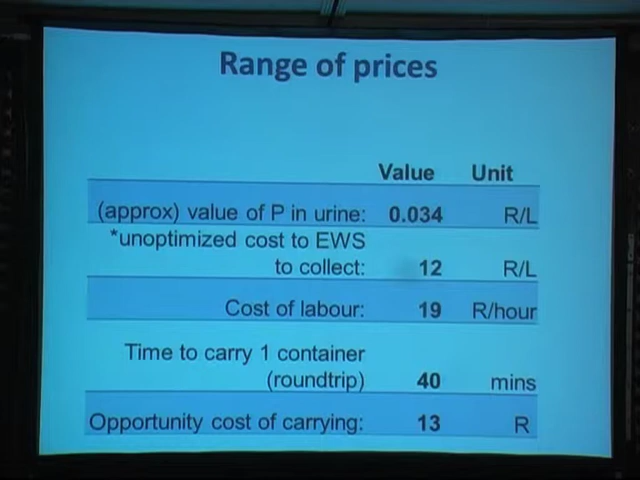 Range of prices
Value Unit
(approx) value of P in urine: 0.034 R/L
*unoptimized cost to EWS
to collect: 12 R/L
Cost of labour: 19 R/hour
Time to carry 1 container
(roundtrip) 40 mins
Opportunity cost of carrying: 13 R